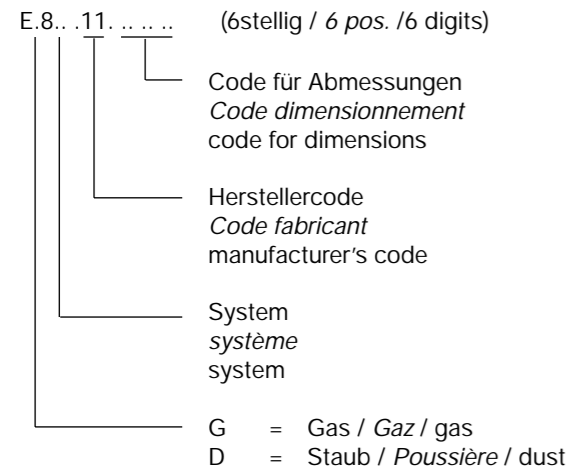 E.8.. .11. .. .. .. (6stellig / 6 pos. /6 digits)
Code für Abmessungen
Code dimensionnement
code for dimensions
Herstellercode
Code fabricant
manufacturer's code
System
système
system
G = Gas / Gaz / gas
D = Staub / Poussière / dust